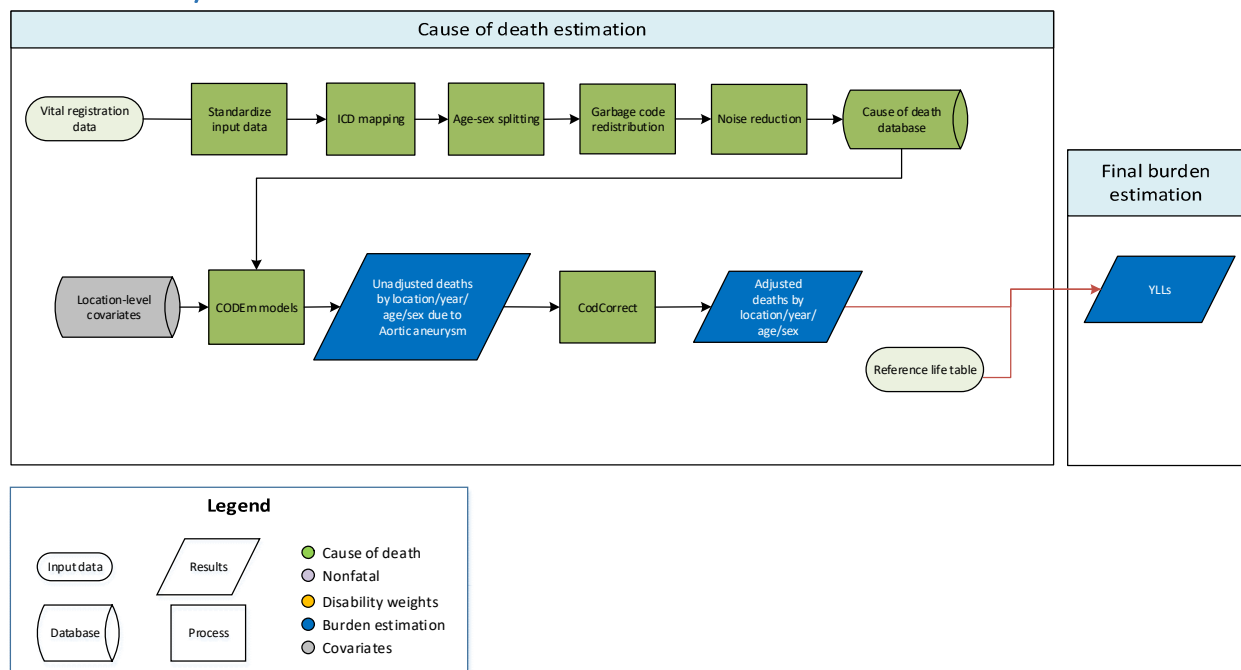 Cause of death estimation
Vital registration
data
Standardize
input data
ICD mapping
Age-sex splitting
Garbage code
redistribution
Noise reduction
Cause of death
database
Final burden
estimation
Location-level
covariates
CODEm models
Unadjusted deaths
by location/year/
age/sex due to
Aortic aneurysm
CodCorrect
Adjusted
deaths by
location/year/
age/sex
YLLs
Reference life table
Legend
Input data
Results
Database
Process
Cause of death
Nonfatal
Disability weights
Burden estimation
Covariates